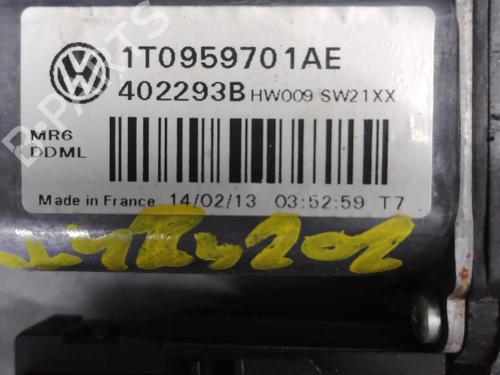 1T0959701AE
402293B HW009 SW21XX
MR6
DDML
Made in France 14/02/13 03:52:59 T7